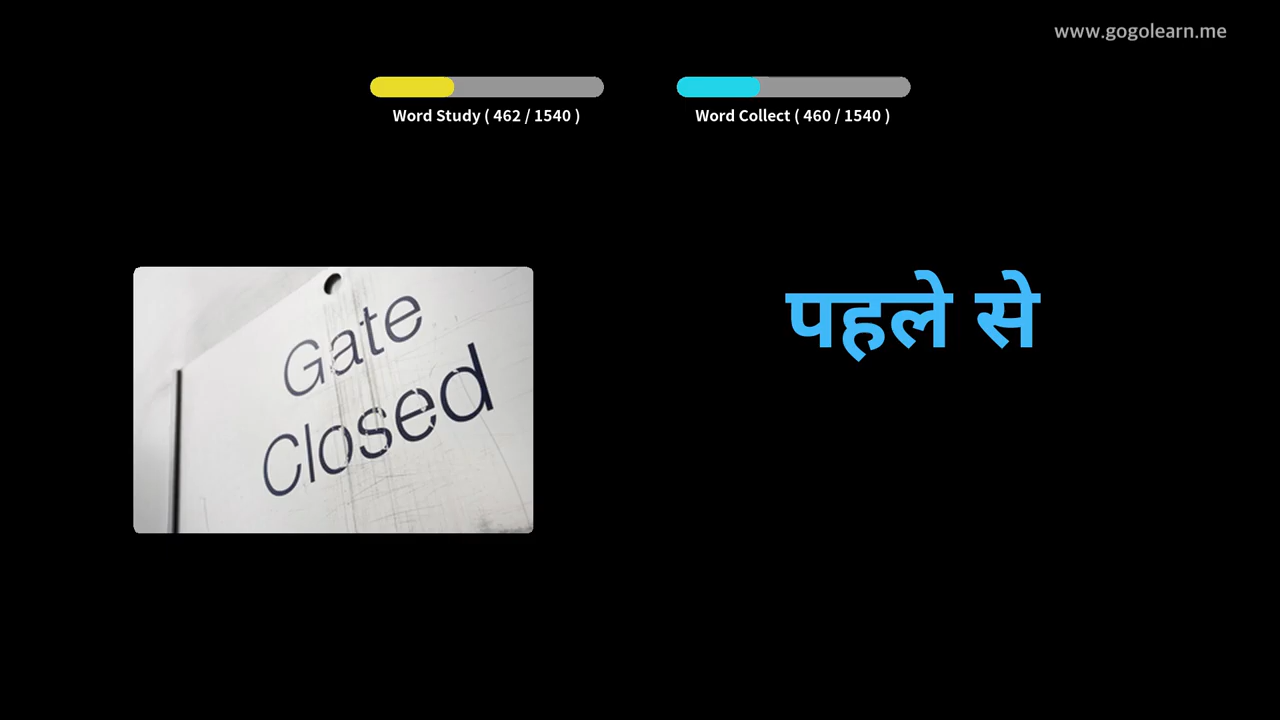 www.gogolearn.me
Word Study ( 462 / 1540 )
Word Collect ( 460 / 1540 )
Gate
Closed
पहले से